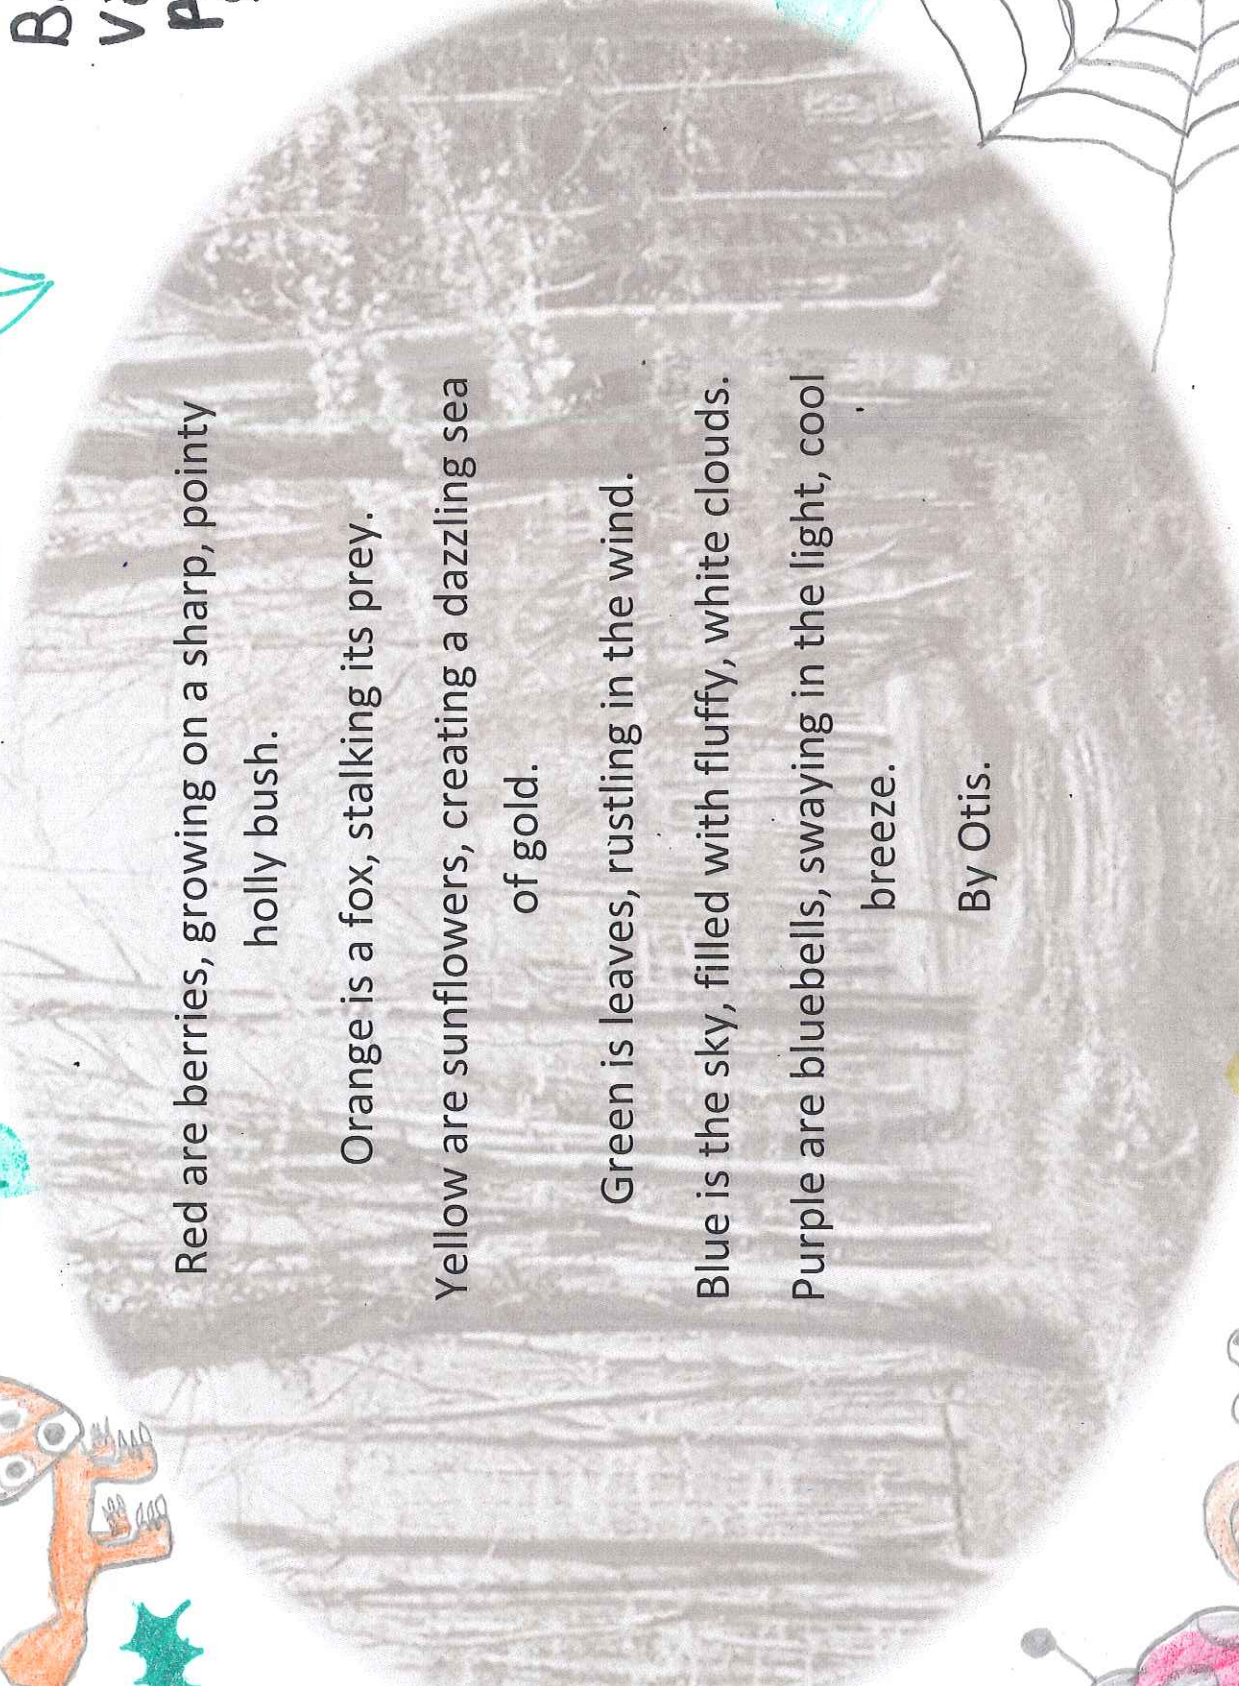 Red are berries, growing on a sharp, pointy
holly bush.
Orange is a fox, stalking its prey.
Yellow are sunflowers, creating a dazzling sea
of gold.
Green is leaves, rustling in the wind.
Blue is the sky, filled with fluffy, white clouds.
Purple are bluebells, swaying in the light, cool
breeze.
By Otis.